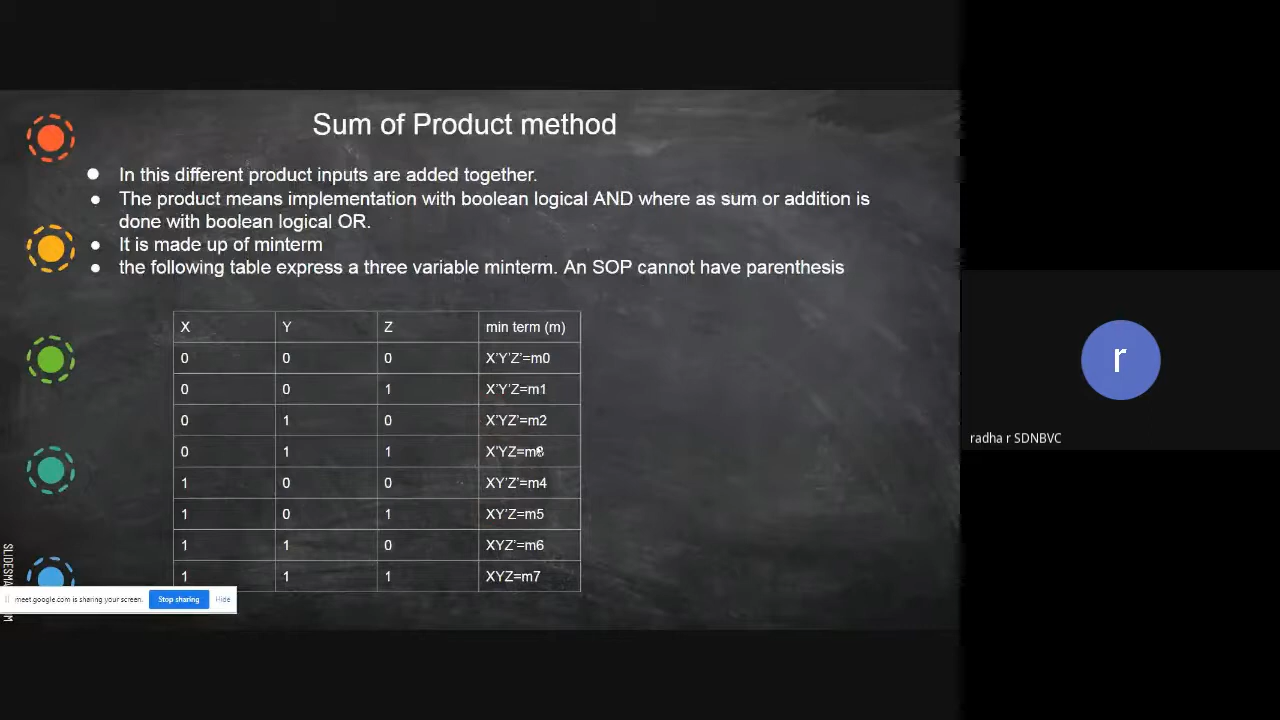 Sum of Product method
● In this different product inputs are added together.
● The product means implementation with boolean logical AND where as sum or addition is
done with boolean logical OR.
● It is made up of minterm
● the following table express a three variable minterm. An SOP cannot have parenthesis
X Y Z min term (m)
0 0 0 X'Y'Z'=m0
0 0 1 X'Y'Z=m1
0 1 0 X'YZ'=m2
0 1 1
1 0 0 XY'Z'=m4
1 0 1 XY'Z=m5
1 1 0 XYZ'=m6
1 1 1 XYZ=m7
meet.google.com is sharing your screen. Stop sharing Hide
r
radha r SDNBVC